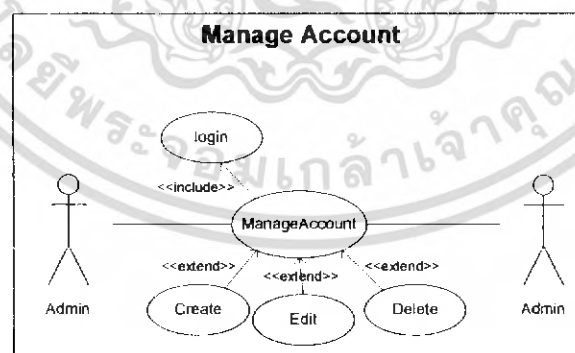 Manage Account
login
<<include>>
ManageAccount
<<extend>>
<<extend>>
<<extend>>
Admin
Create
Edit
Delete
Admin